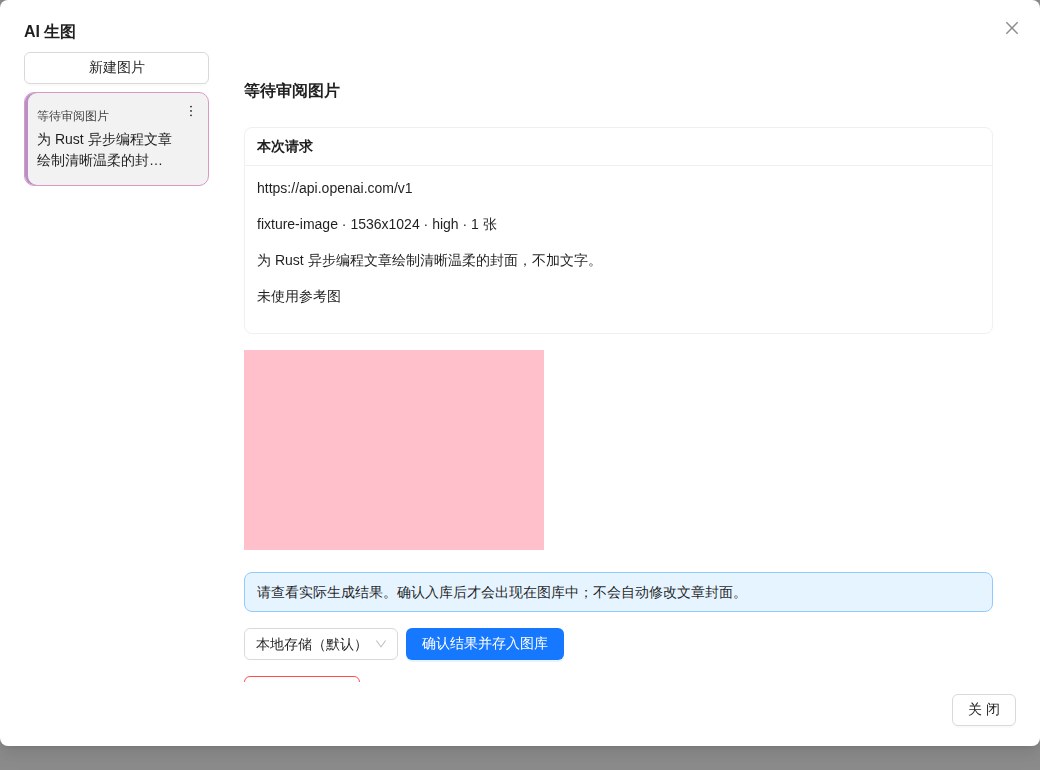 AI 生图
新建图片
等待审阅图片
为 Rust 异步编程文章
绘制清晰温柔的封…
等待审阅图片
本次请求
https://api.openai.com/v1
fixture-image · 1536x1024 · high · 1 张
为 Rust 异步编程文章绘制清晰温柔的封面，不加文字。
未使用参考图
请查看实际生成结果。确认入库后才会出现在图库中；不会自动修改文章封面。
本地存储（默认）
确认结果并存入图库
关 闭